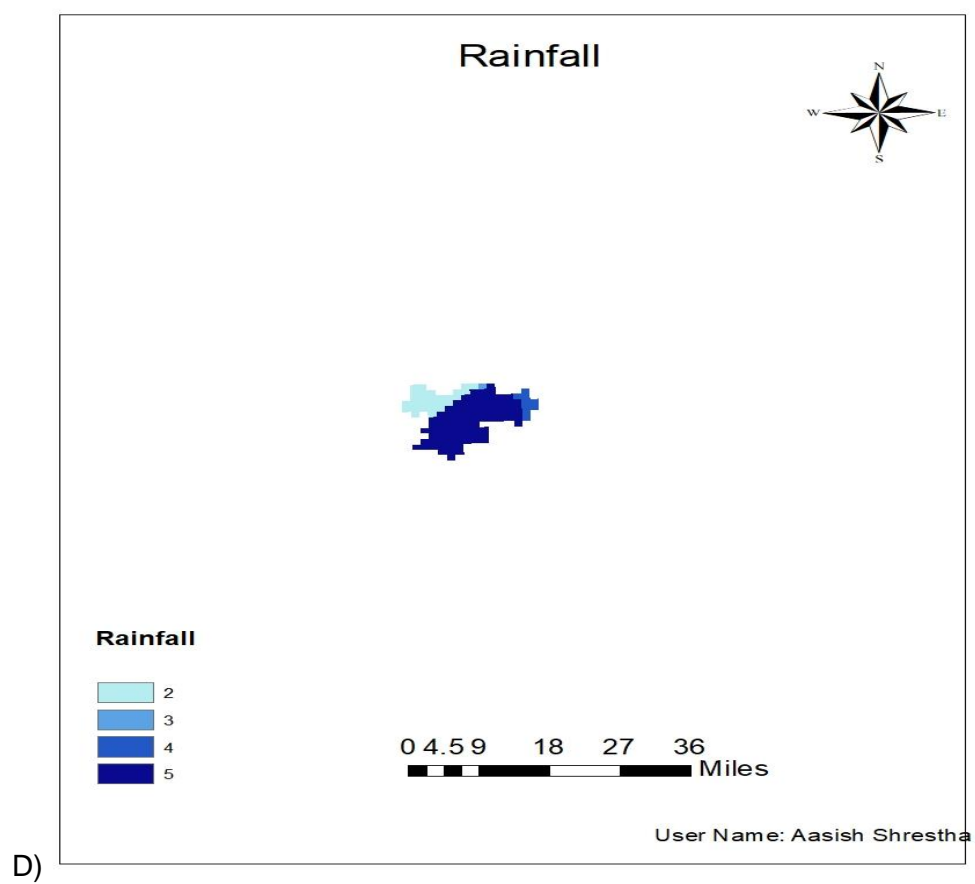 Rainfall
N
W E
S
Rainfall
2
3
4
5
0 4.5 9 18 27 36
Miles
User Name: Aasish Shrestha
D)